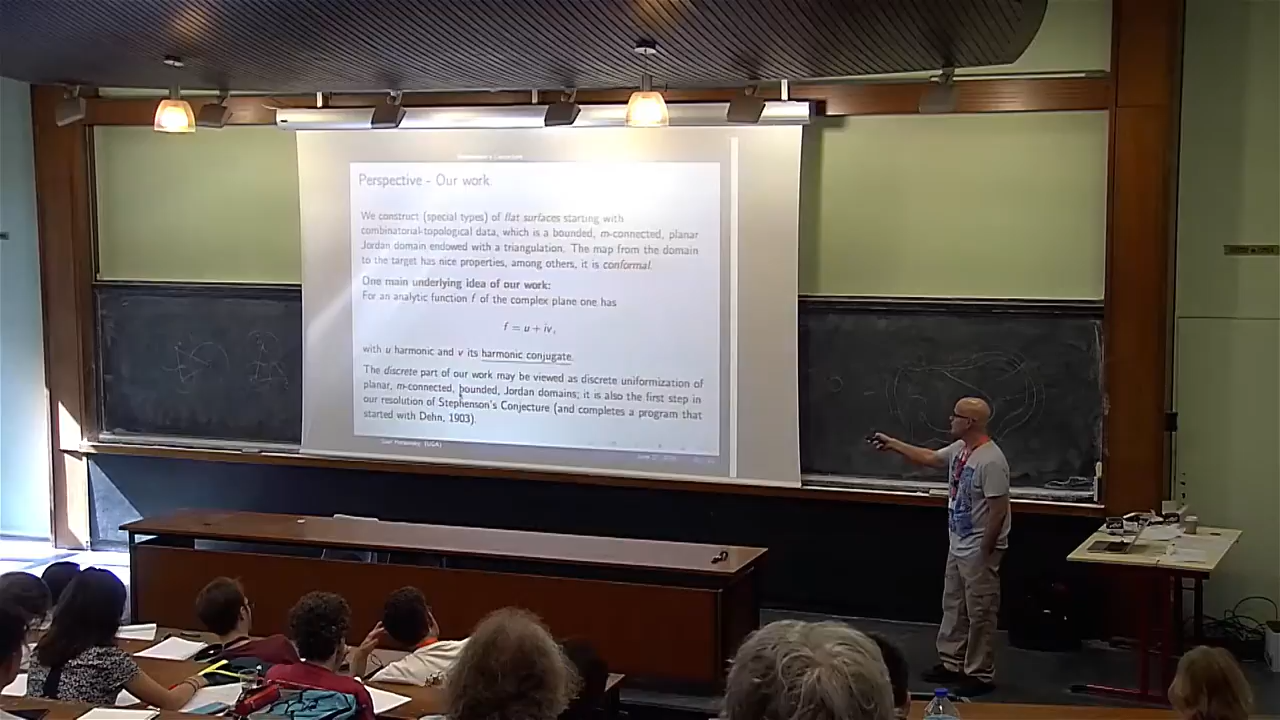 Perspective - Our work
We construct (special types) of flat surfaces starting with
combinatorial-topological data, which is a bounded, m-connected, planar
Jordan domain endowed with a triangulation. The map from the domain
to the target has nice properties, among others, it is conformal.
One main underlying idea of our work:
For an analytic function f of the complex plane one has
f = u + iv,
with u harmonic and v its harmonic conjugate.
The discrete part of our work may be viewed as discrete uniformization of
planar, m-connected, bounded, Jordan domains; it is also the first step in
our resolution of Stephenson's Conjecture (and completes a program that
started with Dehn, 1903).
(UGA)